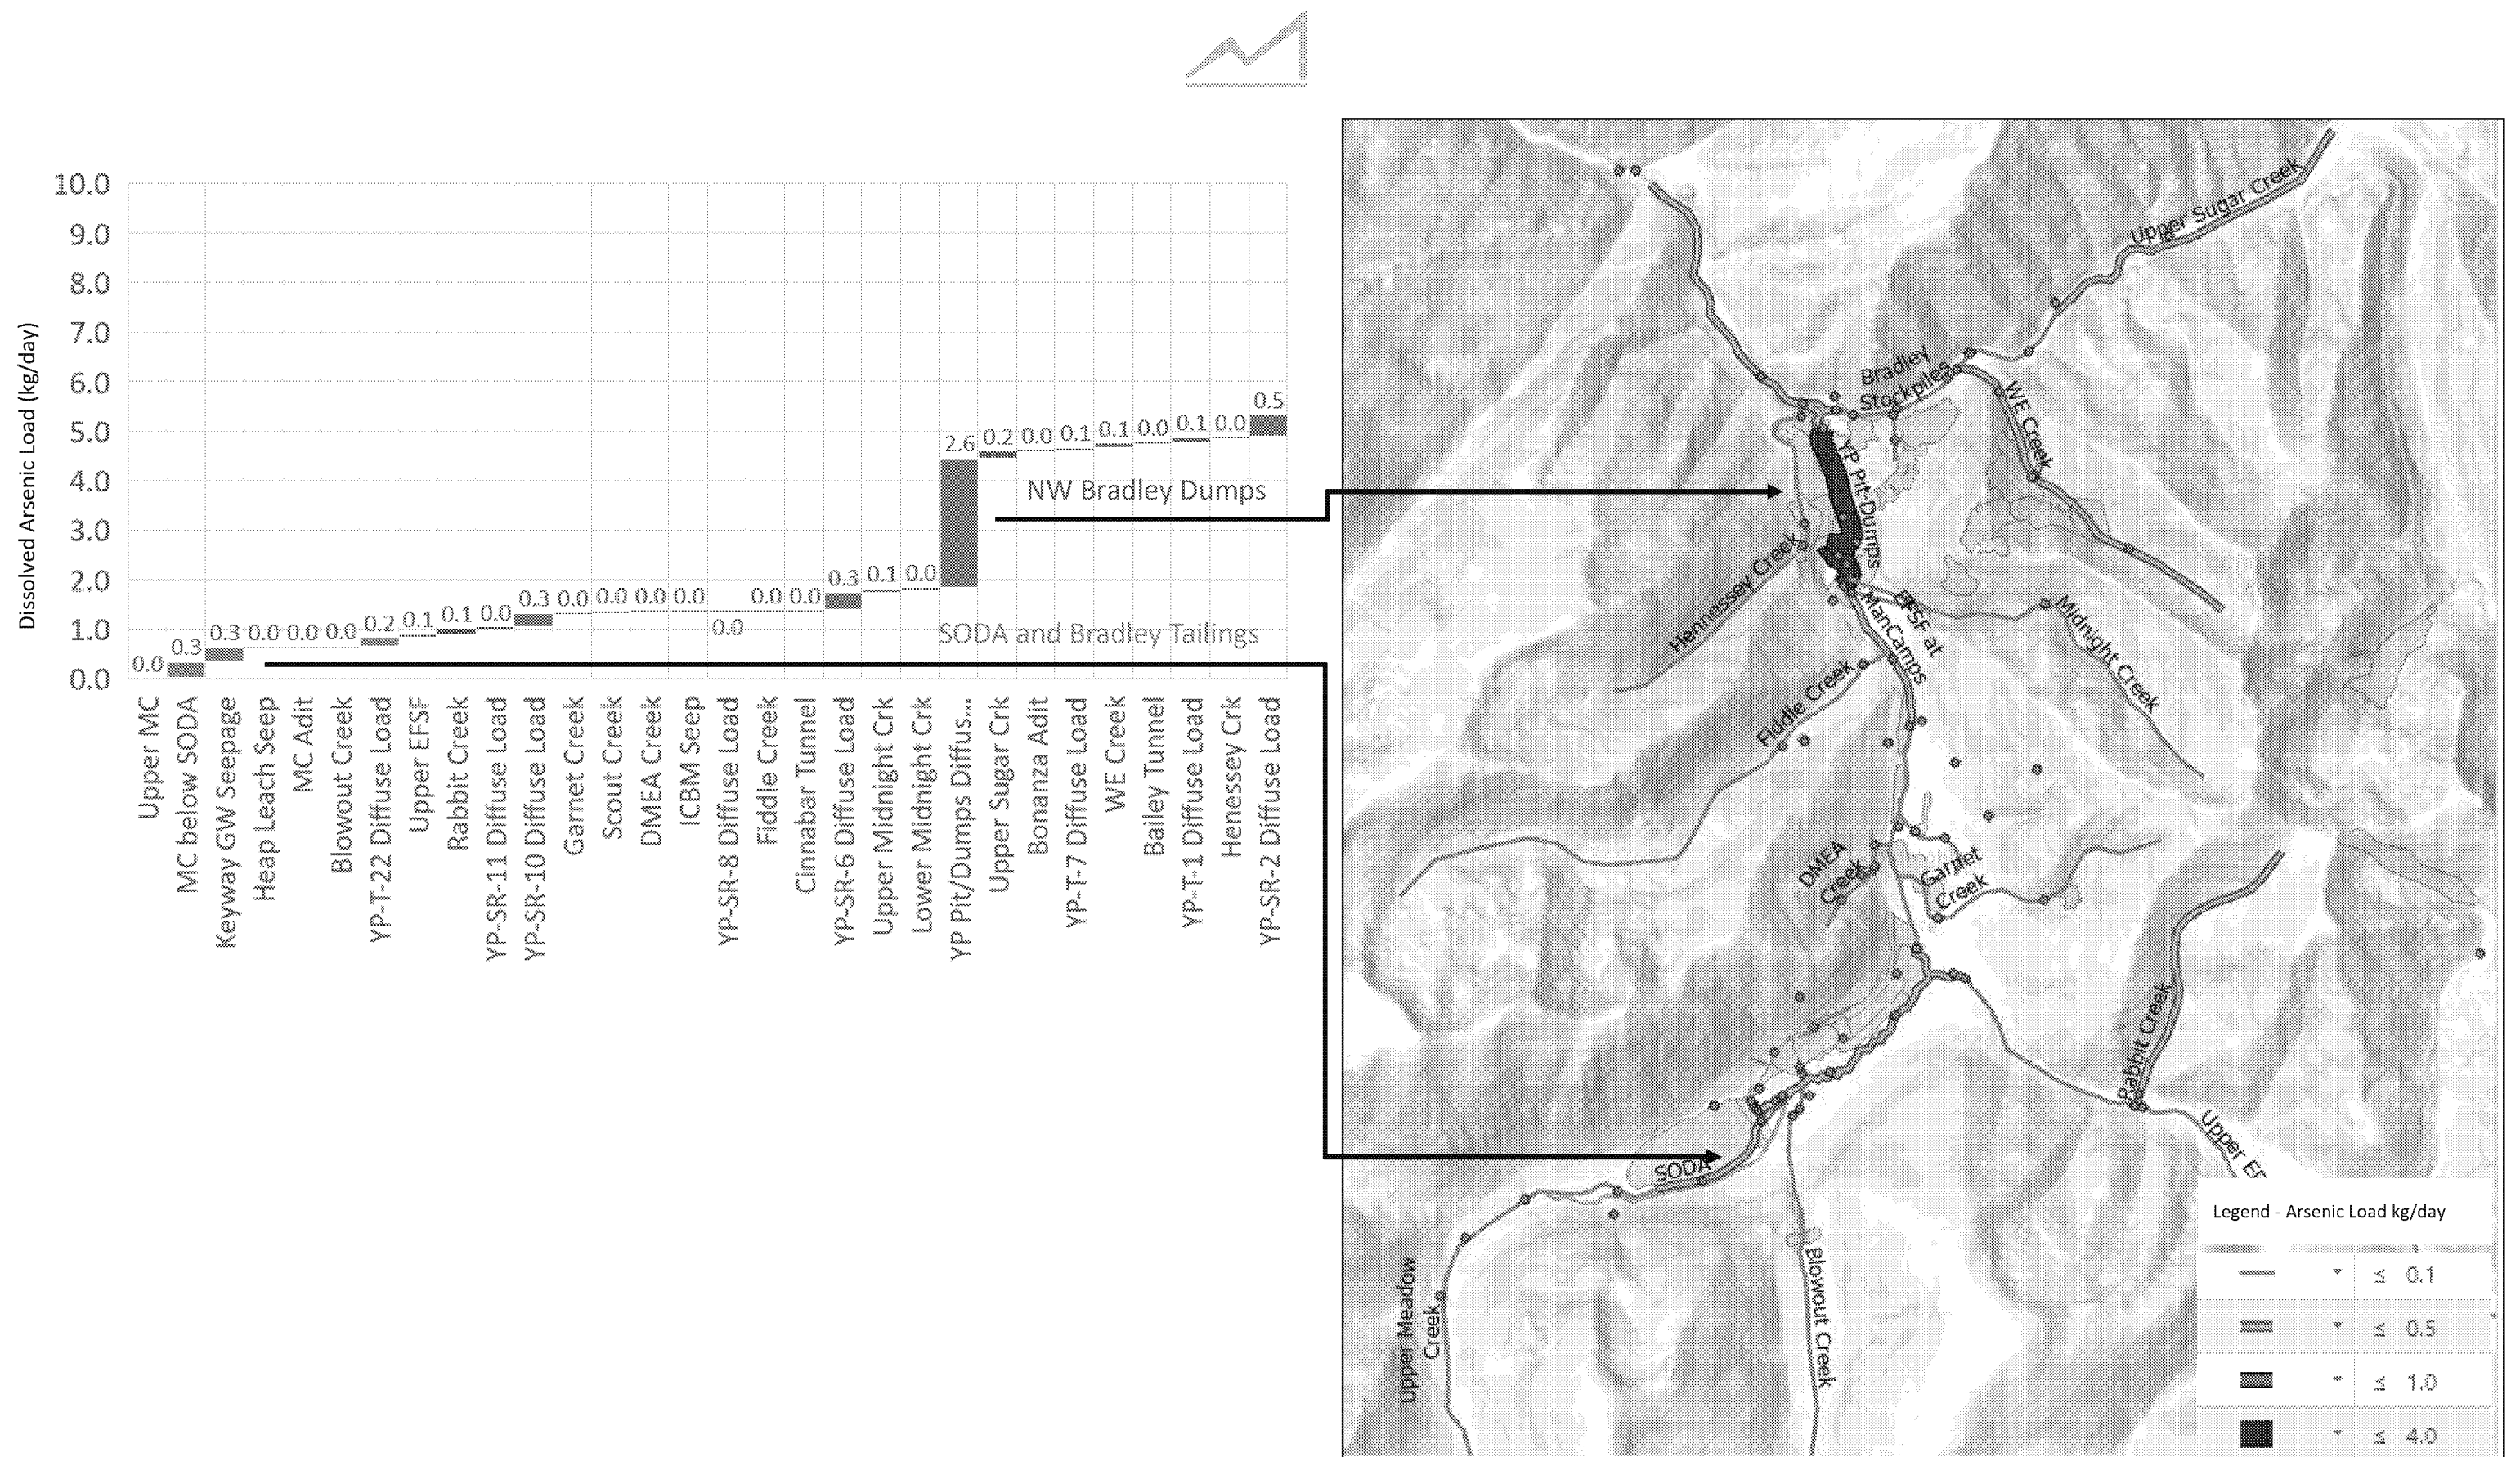 Dissolved Arsenic Load (kg/day)
10.0
9.0
8.0
7.0
6.0
5.0
4.0
3.0
2.0
1.0
0.0
0.0
0.3
0.3
0.0
0.0
0.0
0.2
0.1
0.1
0.0
0.3
0.0
0.0
0.0
0.0
0.0
0.0
0.0
0.3
0.1
0.0
2.6
0.2
0.0
0.1
0.1
0.0
0.1
0.0
0.5
NW Bradley Dumps
SODA and Bradley Tailings
Upper MC
MC below SODA
Keyway GW Seepage
Heap Leach Seep
MC Adit
Blowout Creek
YP-T-22 Diffuse Load
Upper EFSF
Rabbit Creek
YP-SR-11 Diffuse Load
YP-SR-10 Diffuse Load
Garnet Creek
Scout Creek
DMEA Creek
ICBM Seep
YP-SR-8 Diffuse Load
Fiddle Creek
Cinnabar Tunnel
YP-SR-6 Diffuse Load
Upper Midnight Crk
Lower Midnight Crk
YP Pit/Dumps Diffus...
Upper Sugar Crk
Bonanza Adit
YP-T-7 Diffuse Load
WE Creek
Bailey Tunnel
YP-T-1 Diffuse Load
Henessey Crk
YP-SR-2 Diffuse Load
Upper Sugar Creek
Bradley
Stockpiles
WE Creek
YP Pit-Dumps
Hennessey Creek
EFSF at
ManCamps
Midnight Creek
Fiddle Creek
DMEA
Creek
Garnet
Creek
Rabbit Creek
Upper EF
SODA
Upper Meadow
Creek
Blowout Creek
Legend - Arsenic Load kg/day
≤ 0.1
≤ 0.5
≤ 1.0
≤ 4.0